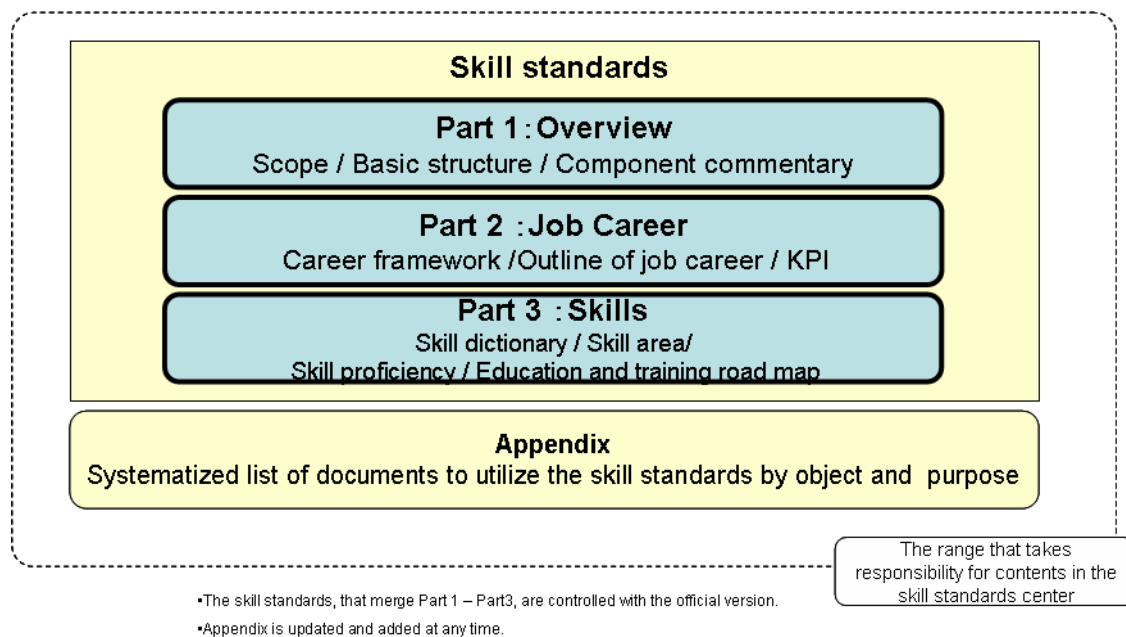 Skill standards
Part 1：Overview
Scope / Basic structure / Component commentary
Part 2 ：Job Career
Career framework /Outline of job career / KPI
Part 3 ：Skills
Skill dictionary / Skill area/
Skill proficiency / Education and training road map
Appendix
Systematized list of documents to utilize the skill standards by object and purpose
The range that takes
responsibility for contents in the
skill standards center
▪The skill standards, that merge Part 1 – Part3, are controlled with the official version.
▪Appendix is updated and added at any time.